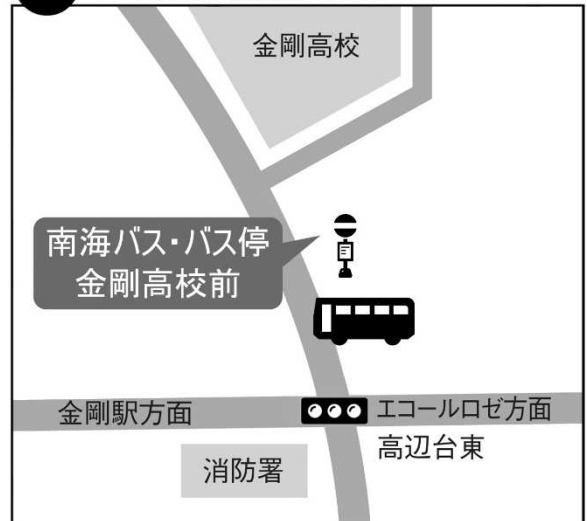 金剛高校
南海バス・バス停
金剛高校前
金剛駅方面
エコールロゼ方面
高辺台東
消防署